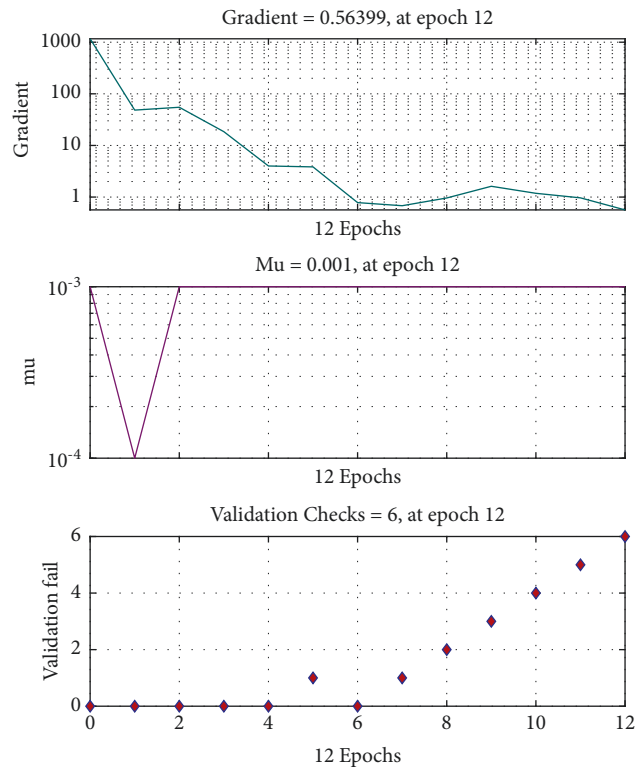 Gradient = 0.56399, at epoch 12
1000
100
10
1
Gradient
12 Epochs
Mu = 0.001, at epoch 12
10-3
10-4
mu
12 Epochs
Validation Checks = 6, at epoch 12
6
4
2
0
Validation fail
0 2 4 6 8 10 12
12 Epochs